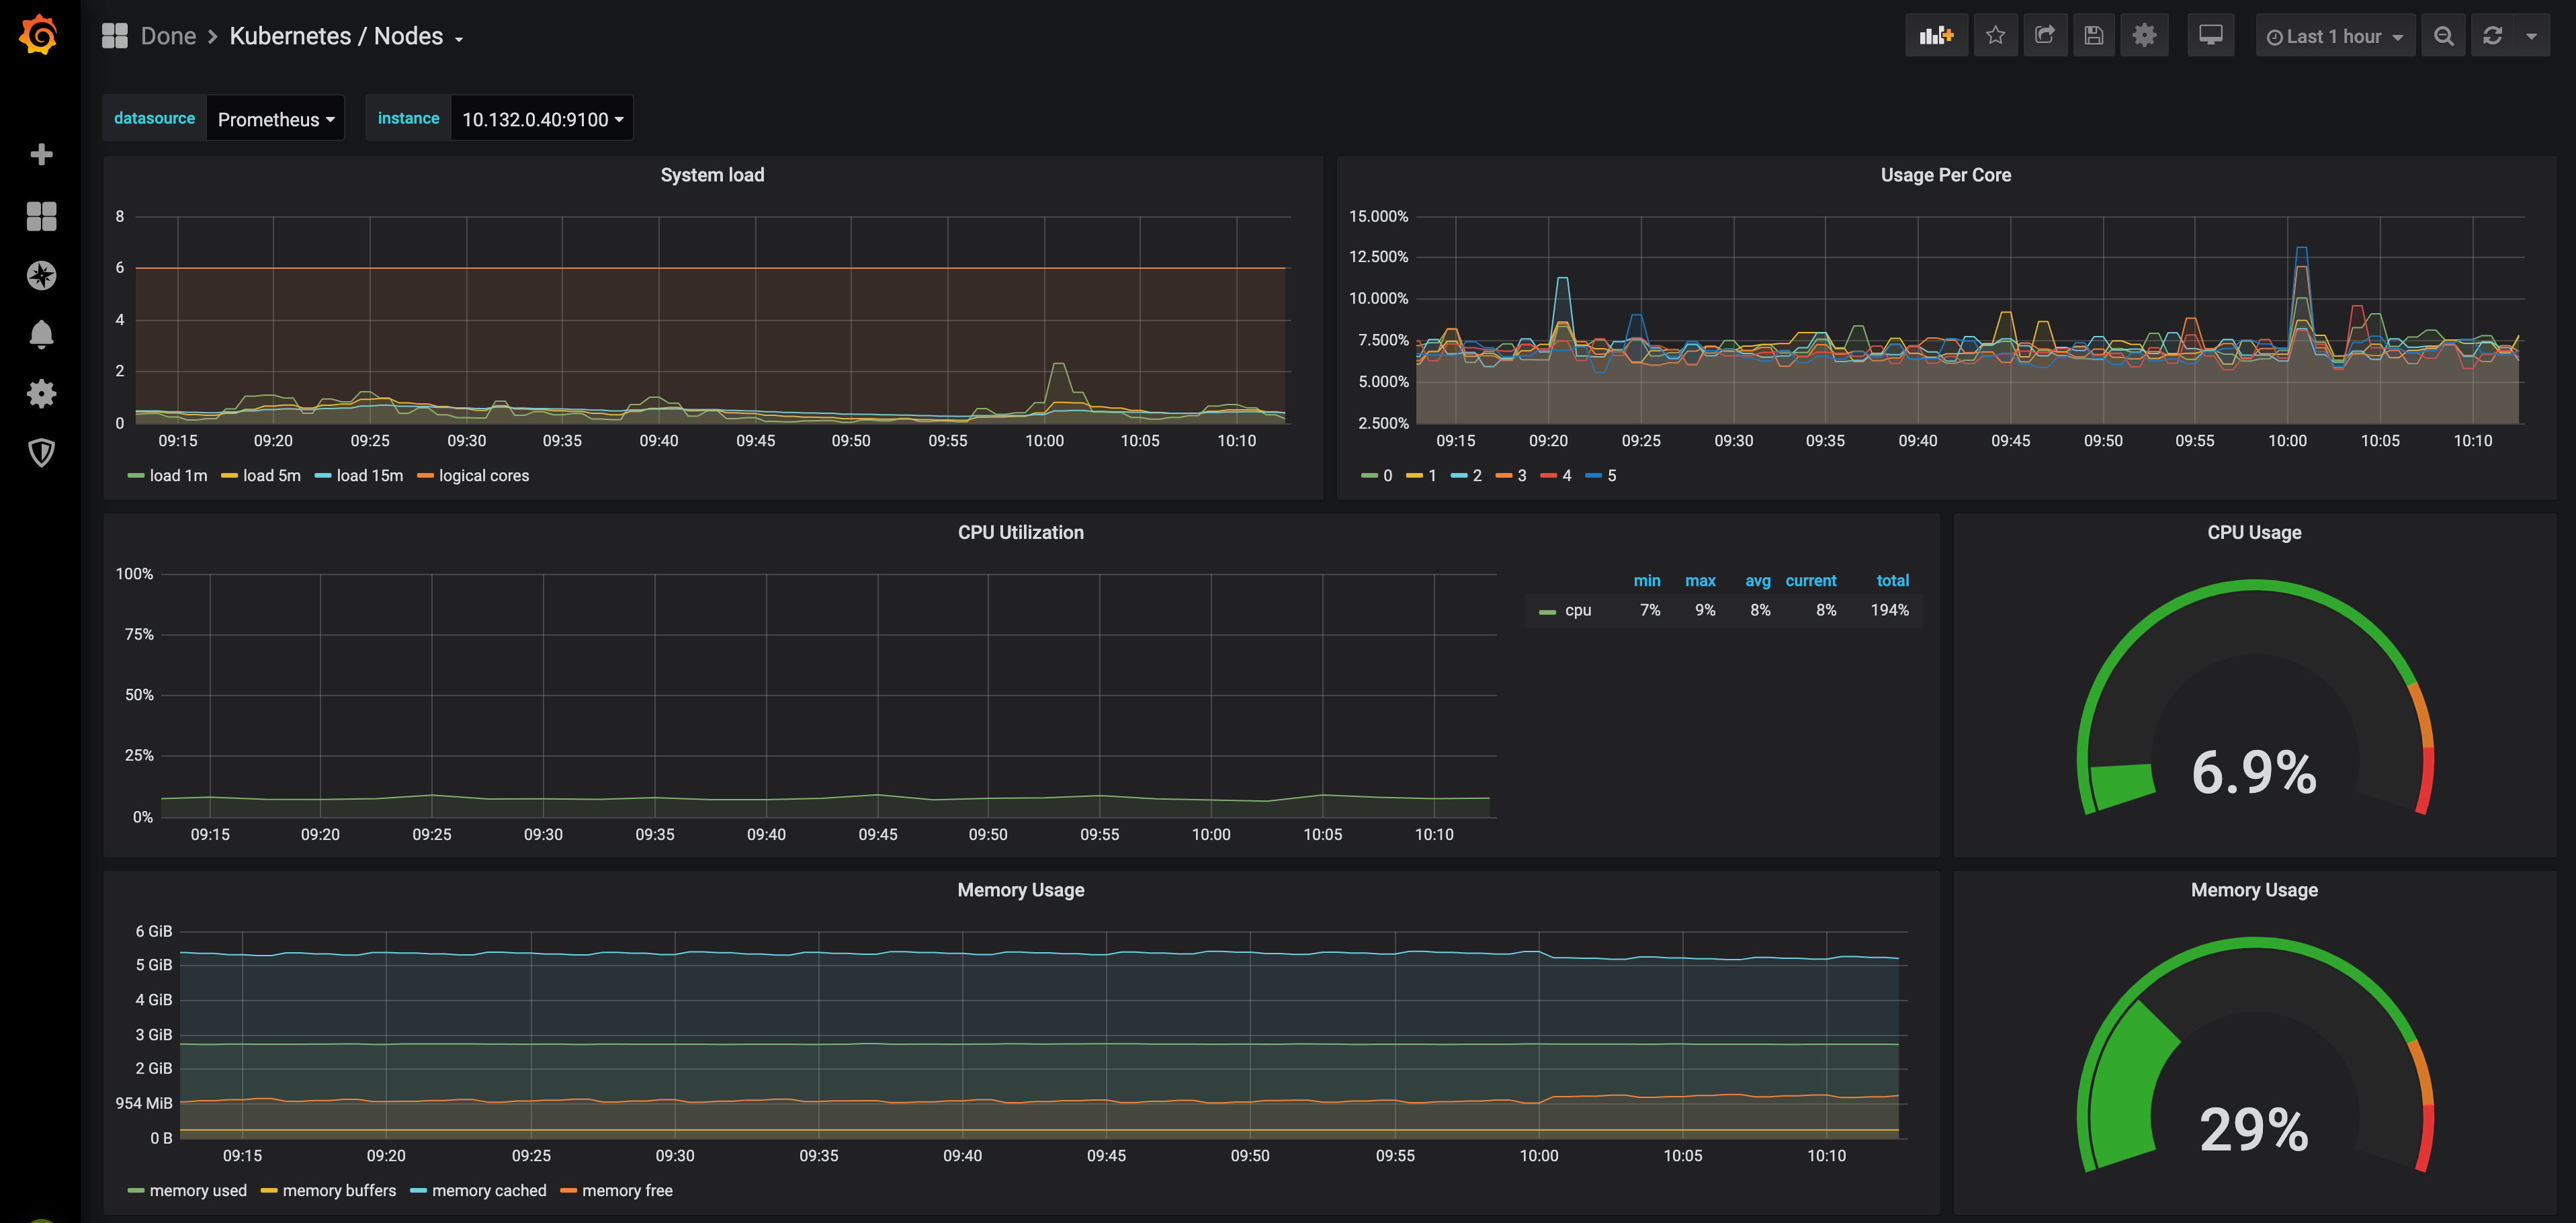 Done > Kubernetes / Nodes
Last 1 hour
datasource Prometheus instance 10.132.0.40:9100
System load
8
6
4
2
0
09:15 09:20 09:25 09:30 09:35 09:40 09:45 09:50 09:55 10:00 10:05 10:10
load 1m load 5m load 15m logical cores
Usage Per Core
15.000%
12.500%
10.000%
7.500%
5.000%
2.500%
09:15 09:20 09:25 09:30 09:35 09:40 09:45 09:50 09:55 10:00 10:05 10:10
0 1 2 3 4 5
CPU Utilization
100%
75%
50%
25%
0%
09:15 09:20 09:25 09:30 09:35 09:40 09:45 09:50 09:55 10:00 10:05 10:10
min max avg current total
cpu 7% 9% 8% 8% 194%
CPU Usage
6.9%
Memory Usage
6 GiB
5 GiB
4 GiB
3 GiB
2 GiB
954 MiB
0 B
09:15 09:20 09:25 09:30 09:35 09:40 09:45 09:50 09:55 10:00 10:05 10:10
memory used memory buffers memory cached memory free
Memory Usage
29%